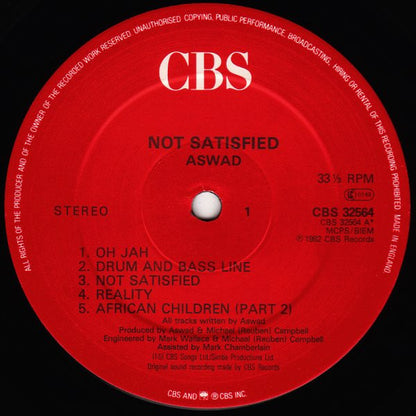 ALL RIGHTS OF THE PRODUCER AND OF THE OWNER OF THE RECORDED WORK RESERVED. UNAUTHORISED COPYING, PUBLIC PERFORMANCE, BROADCASTING, HIRING OR RENTAL OF THIS RECORDING PROHIBITED. MADE IN ENGLAND.
CBS
NOT SATISFIED
ASWAD
33⅓ RPM
STEREO
1
CBS 32564
CBS 32564 A¹
MCPS/BIEM
℗ 1982 CBS Records
1. OH JAH
2. DRUM AND BASS LINE
3. NOT SATISFIED
4. REALITY
5. AFRICAN CHILDREN (PART 2)
All tracks written by Aswad
Produced by Aswad & Michael (Reuben) Campbell
Engineered by Mark Wallace & Michael (Reuben) Campbell
Assisted by Mark Chamberlain
CBS Songs Ltd/Simba Productions Ltd
Original sound recording made by CBS Records
CBS AND ® CBS INC.